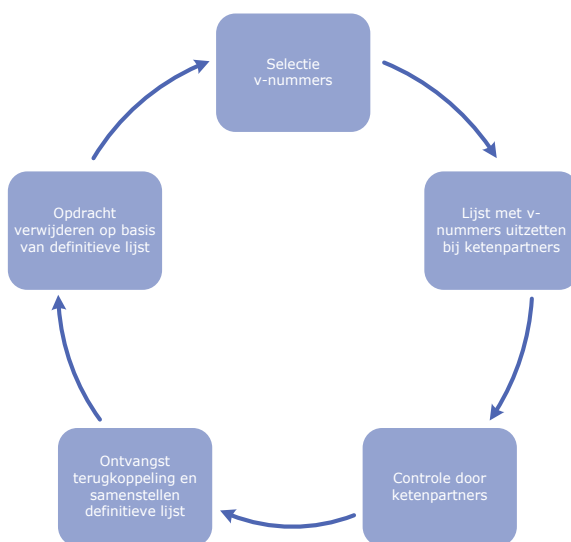 Selectie
v-nummers
Lijst met v-
nummers uitzetten
bij ketenpartners
Controle door
ketenpartners
Ontvangst
terugkoppeling en
samenstellen
definitieve lijst
Opdracht
verwijderen op basis
van definitieve lijst